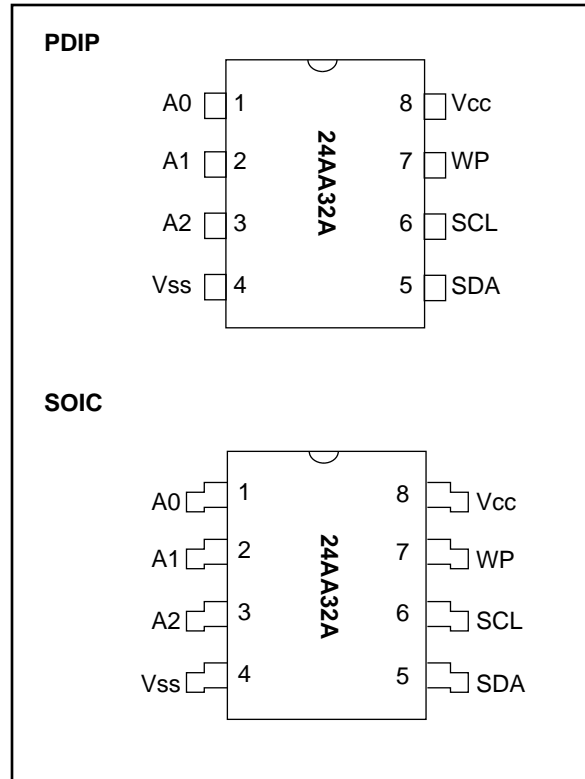 PDIP
A0 1 8 Vcc
A1 2 7 WP
24AA32A
A2 3 6 SCL
Vss 4 5 SDA
SOIC
A0 1 8 Vcc
A1 2 7 WP
24AA32A
A2 3 6 SCL
Vss 4 5 SDA